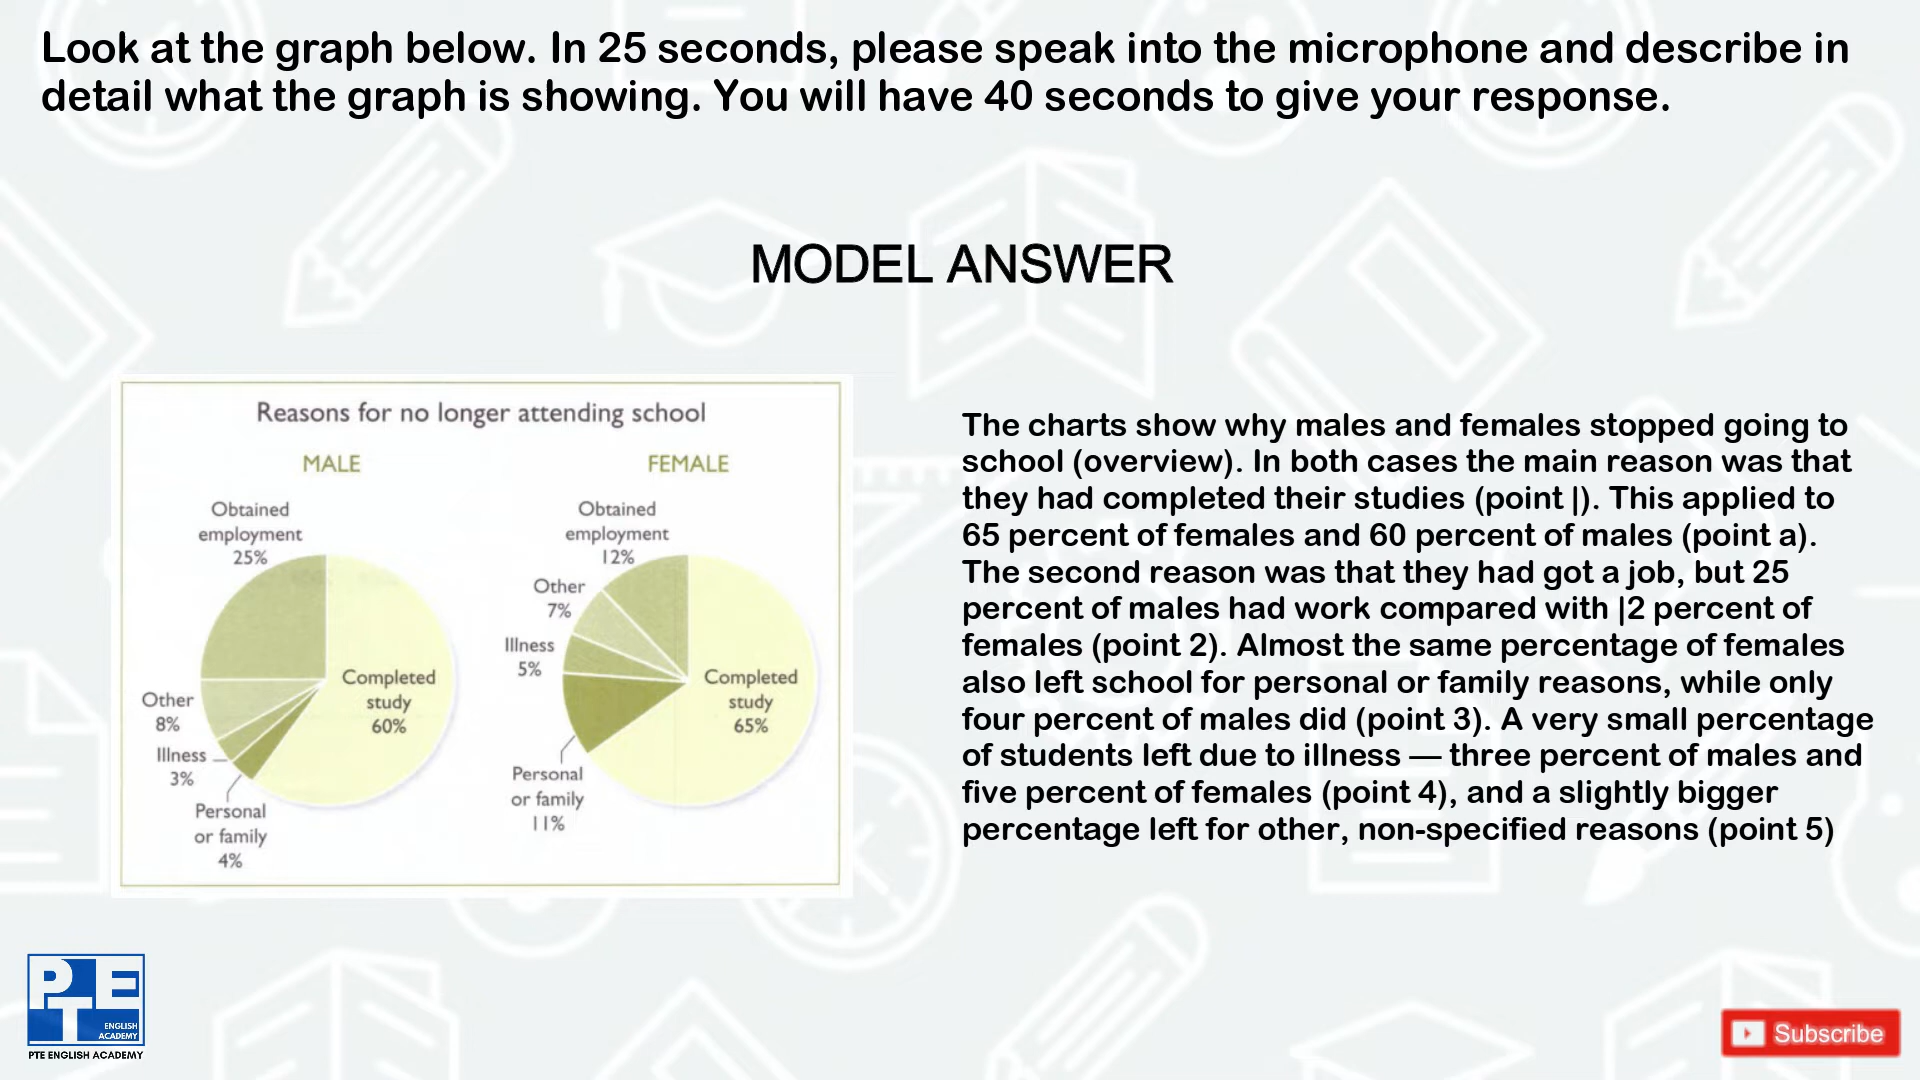 Look at the graph below. In 25 seconds, please speak into the microphone and describe in
detail what the graph is showing. You will have 40 seconds to give your response.
MODEL ANSWER
Reasons for no longer attending school
MALE
FEMALE
Obtained
employment
25%
Other
8%
Illness
3%
Personal
or family
4%
Completed
study
60%
Obtained
employment
12%
Other
7%
Illness
5%
Personal
or family
11%
Completed
study
65%
The charts show why males and females stopped going to
school (overview). In both cases the main reason was that
they had completed their studies (point |). This applied to
65 percent of females and 60 percent of males (point a).
The second reason was that they had got a job, but 25
percent of males had work compared with |2 percent of
females (point 2). Almost the same percentage of females
also left school for personal or family reasons, while only
four percent of males did (point 3). A very small percentage
of students left due to illness — three percent of males and
five percent of females (point 4), and a slightly bigger
percentage left for other, non-specified reasons (point 5)
PTE
ENGLISH
ACADEMY
PTE ENGLISH ACADEMY
Subscribe